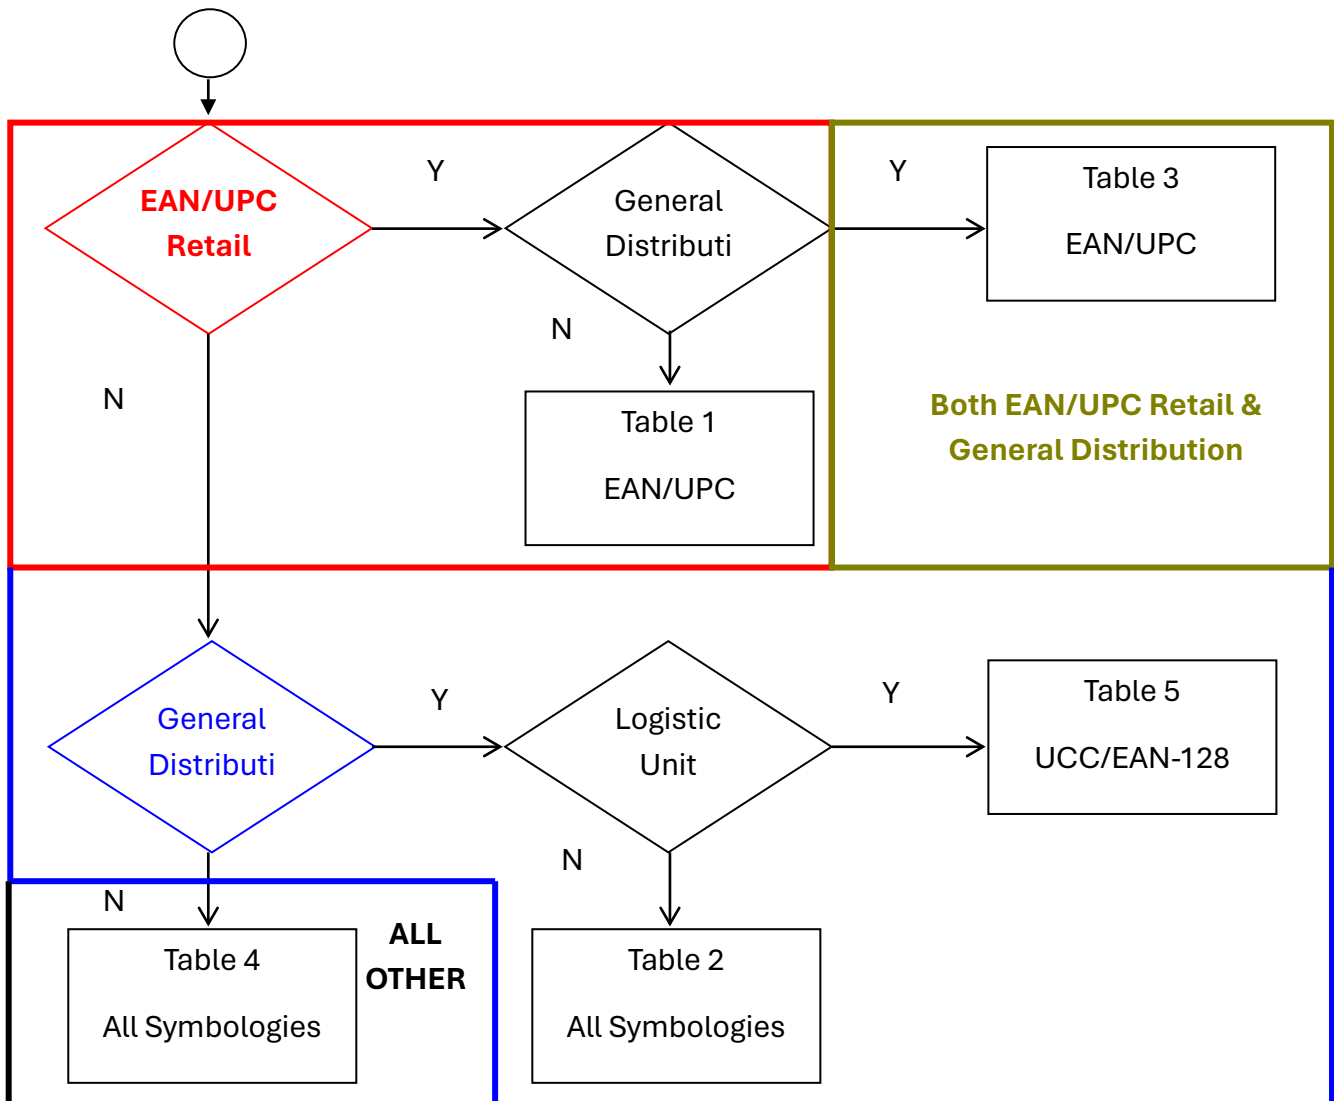 Y
Y
EAN/UPC
Retail
General
Distributi
Table 3
EAN/UPC
N
N
Table 1
EAN/UPC
Both EAN/UPC Retail &
General Distribution
Y
Y
General
Distributi
Logistic
Unit
Table 5
UCC/EAN-128
N
N
ALL
OTHER
Table 4
All Symbologies
Table 2
All Symbologies